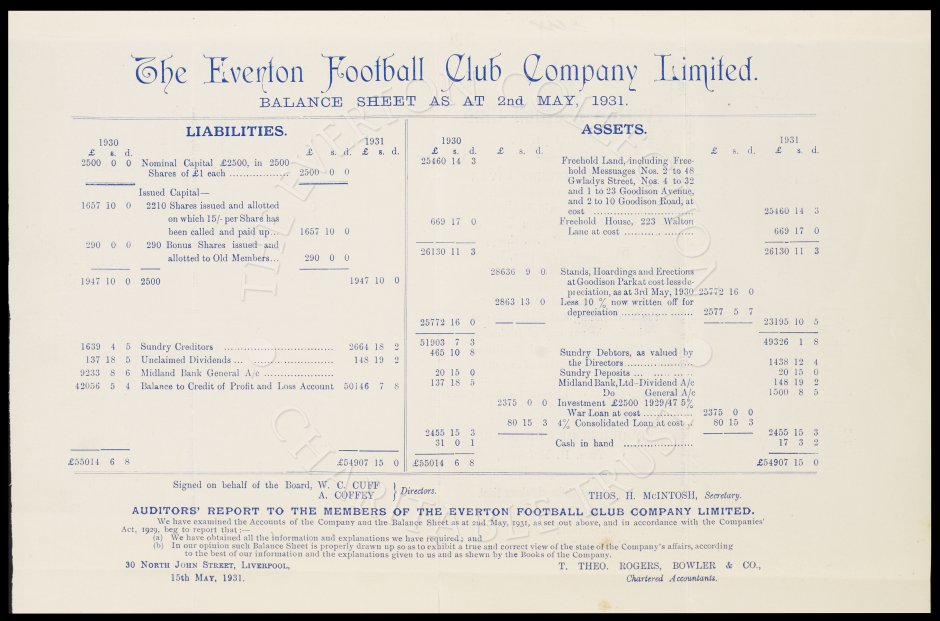 The Everton Football Club Company Limited.
BALANCE SHEET AS AT 2nd MAY, 1931.
LIABILITIES.
1930 1931
£ s. d. £ s. d. £ s. d.
2500 0 0 Nominal Capital £2500, in 2500
Shares of £1 each .................. 2500 0 0
Issued Capital—
1657 10 0 2210 Shares issued and allotted
on which 15/- per Share has
been called and paid up... 1657 10 0
290 0 0 290 Bonus Shares issued and
allotted to Old Members... 290 0 0
1947 10 0 2500 1947 10 0
1639 4 5 Sundry Creditors .............................. 2664 18 2
137 18 5 Unclaimed Dividends ... .............................. 148 19 2
9233 8 6 Midland Bank General A/c ...................
42056 5 4 Balance to Credit of Profit and Loss Account 50146 7 8
£55014 6 8 £54907 15 0
ASSETS.
1930 1931
£ s. d. £ s. d. £ s. d. £ s. d.
25460 14 3 Freehold Land, including Free-
hold Messuages Nos. 2 to 48
Gwladys Street, Nos. 4 to 32
and 1 to 23 Goodison Avenue,
and 2 to 10 Goodison Road, at
cost .......................... 25460 14 3
669 17 0 Freehold House, 223 Walton
Lane at cost .................. 669 17 0
26130 11 3 26130 11 3
28636 9 0 Stands, Hoardings and Erections
at Goodison Park at cost less de-
preciation, as at 3rd May, 1930 25772 16 0
2863 13 0 Less 10 % now written off for
depreciation .................. 2577 5 7
25772 16 0 23195 10 5
51903 7 3 49326 1 8
465 10 8 Sundry Debtors, as valued by
the Directors ..................... 1438 12 4
20 15 0 Sundry Deposits ... ... ... ... 20 15 0
137 18 5 Midland Bank, Ltd—Dividend A/c 148 19 2
Do General A/c 1500 8 5
2375 0 0 Investment £2500 1929/47 5%
War Loan at cost ............. 2375 0 0
80 15 3 4% Consolidated Loan at cost .. 80 15 3
2455 15 3 2455 15 3
31 0 1 Cash in hand ................... 17 3 2
£55014 6 8 £54907 15 0
Signed on behalf of the Board, W. C. CUFF
A. COFFEY } Directors.
THOS. H. McINTOSH, Secretary.
AUDITORS' REPORT TO THE MEMBERS OF THE EVERTON FOOTBALL CLUB COMPANY LIMITED.
We have examined the Accounts of the Company and the Balance Sheet as at 2nd May, 1931, as set out above, and in accordance with the Companies'
Act, 1929, beg to report that :—
(a) We have obtained all the information and explanations we have required ; and
(b) In our opinion such Balance Sheet is properly drawn up so as to exhibit a true and correct view of the state of the Company's affairs, according
to the best of our information and the explanations given to us and as shewn by the Books of the Company.
30 NORTH JOHN STREET, LIVERPOOL,
15th MAY, 1931.
T. THEO. ROGERS, BOWLER & CO.,
Chartered Accountants.